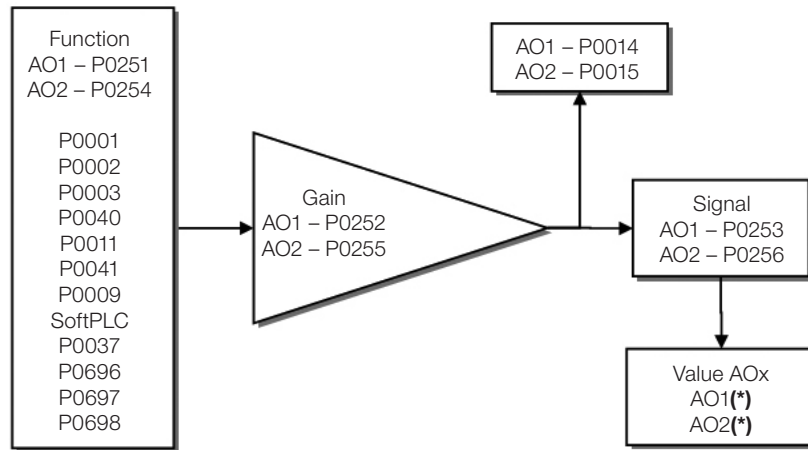 Function
AO1 – P0251
AO2 – P0254
P0001
P0002
P0003
P0040
P0011
P0041
P0009
SoftPLC
P0037
P0696
P0697
P0698
Gain
AO1 – P0252
AO2 – P0255
AO1 – P0014
AO2 – P0015
Signal
AO1 – P0253
AO2 – P0256
Value AOx
AO1(*)
AO2(*)